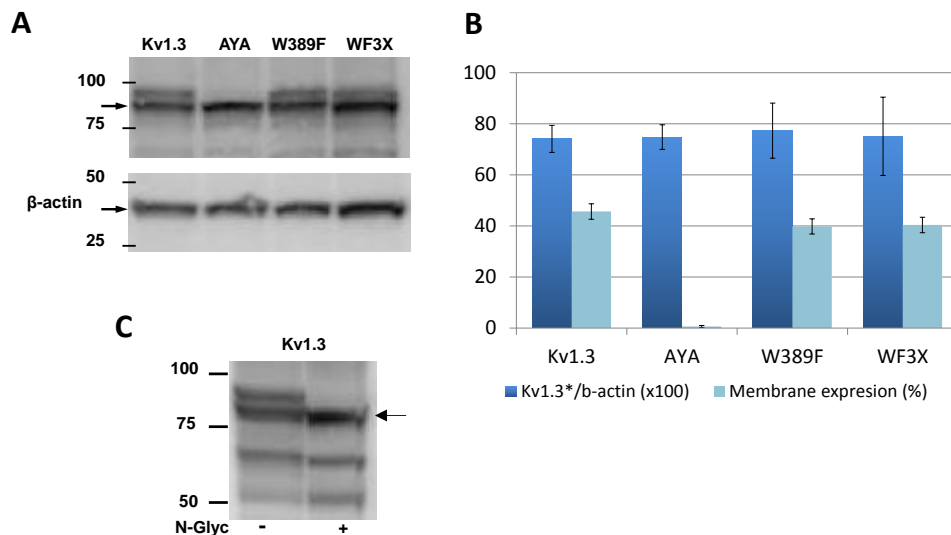 A
Kv1.3 AYA W389F WF3X
100
75
50
β-actin
25
B
100
80
60
40
20
0
Kv1.3 AYA W389F WF3X
Kv1.3*/b-actin (x100) Membrane expresion (%)
C
Kv1.3
100
75
50
N-Glyc - +